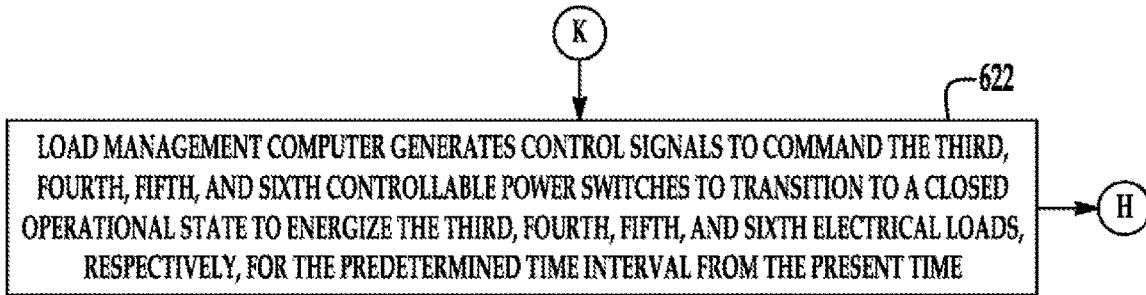 K
622
LOAD MANAGEMENT COMPUTER GENERATES CONTROL SIGNALS TO COMMAND THE THIRD,
FOURTH, FIFTH, AND SIXTH CONTROLLABLE POWER SWITCHES TO TRANSITION TO A CLOSED
OPERATIONAL STATE TO ENERGIZE THE THIRD, FOURTH, FIFTH, AND SIXTH ELECTRICAL LOADS,
RESPECTIVELY, FOR THE PREDETERMINED TIME INTERVAL FROM THE PRESENT TIME
H